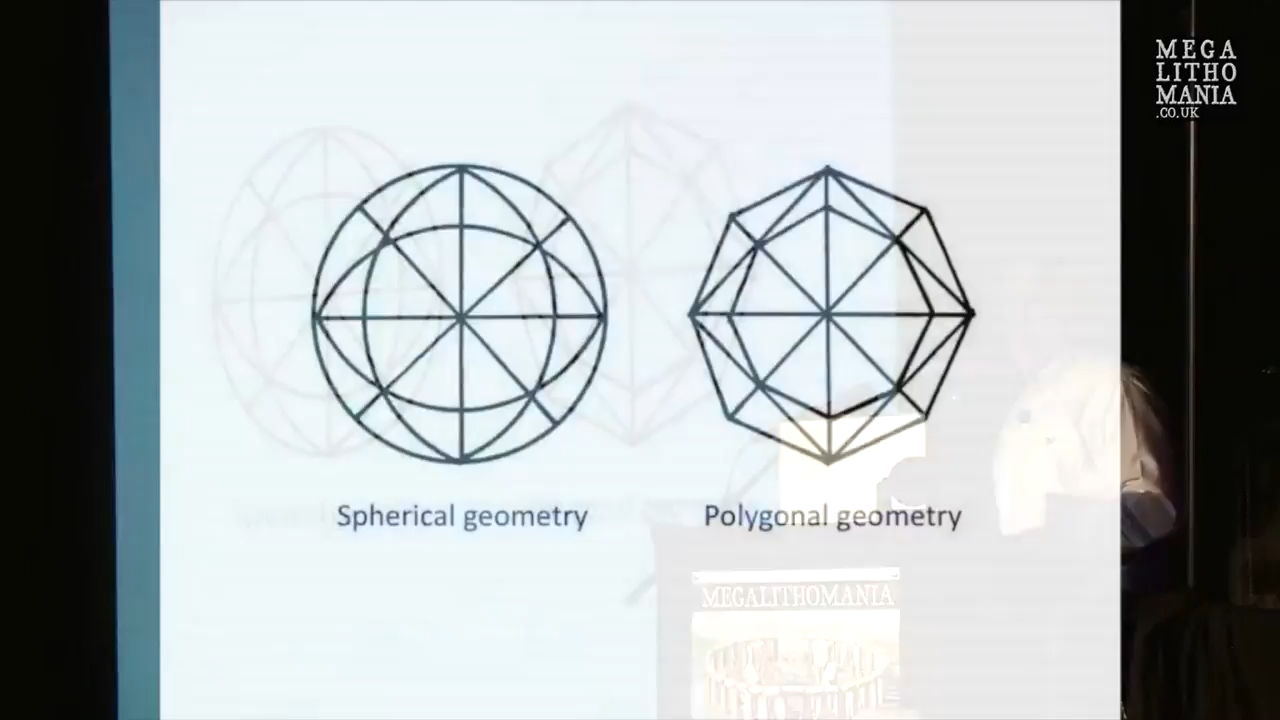 MEGA
LITHO
MANIA
.CO.UK
Spherical geometry
Polygonal geometry
MEGALITHOMANIA